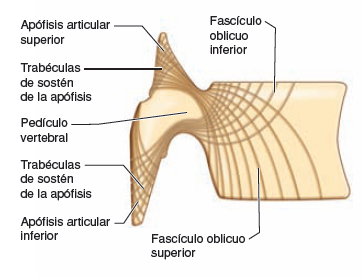 Apófisis articular
superior
Trabéculas
de sostén
de la apófisis
Pedículo
vertebral
Trabéculas
de sostén
de la apófisis
Apófisis articular
inferior
Fascículo
oblicuo
inferior
Fascículo oblicuo
superior